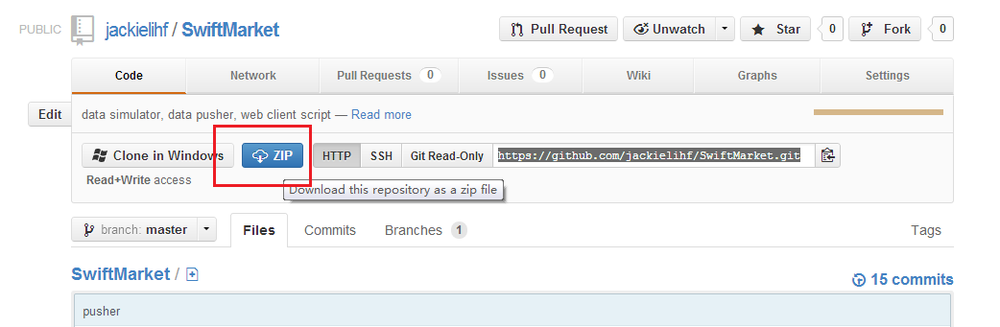 PUBLIC jackielihf / SwiftMarket Pull Request Unwatch Star 0 Fork 0
Code Network Pull Requests 0 Issues 0 Wiki Graphs Settings
Edit data simulator, data pusher, web client script — Read more
Clone in Windows ZIP HTTP SSH Git Read-Only https://github.com/jackielihf/SwiftMarket.git
Read+Write access
Download this repository as a zip file
branch: master Files Commits Branches 1 Tags
SwiftMarket / 15 commits
pusher